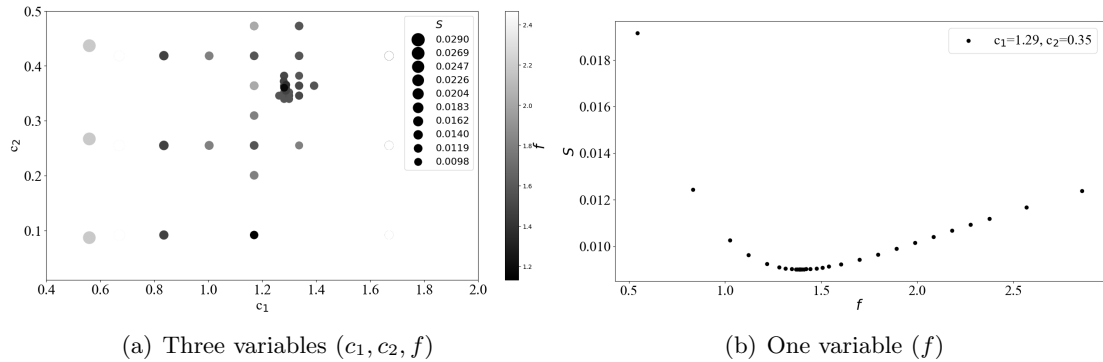 0.5
0.4
0.3
0.2
0.1
c₂
0.4 0.6 0.8 1.0 1.2 1.4 1.6 1.8 2.0
c₁
S
0.0290
0.0269
0.0247
0.0226
0.0204
0.0183
0.0162
0.0140
0.0119
0.0098
2.4
2.2
2.0
1.8
1.6
1.4
1.2
f
(a) Three variables (c₁, c₂, f)
0.018
0.016
0.014
0.012
0.010
S
0.5 1.0 1.5 2.0 2.5
f
c₁=1.29, c₂=0.35
(b) One variable (f)